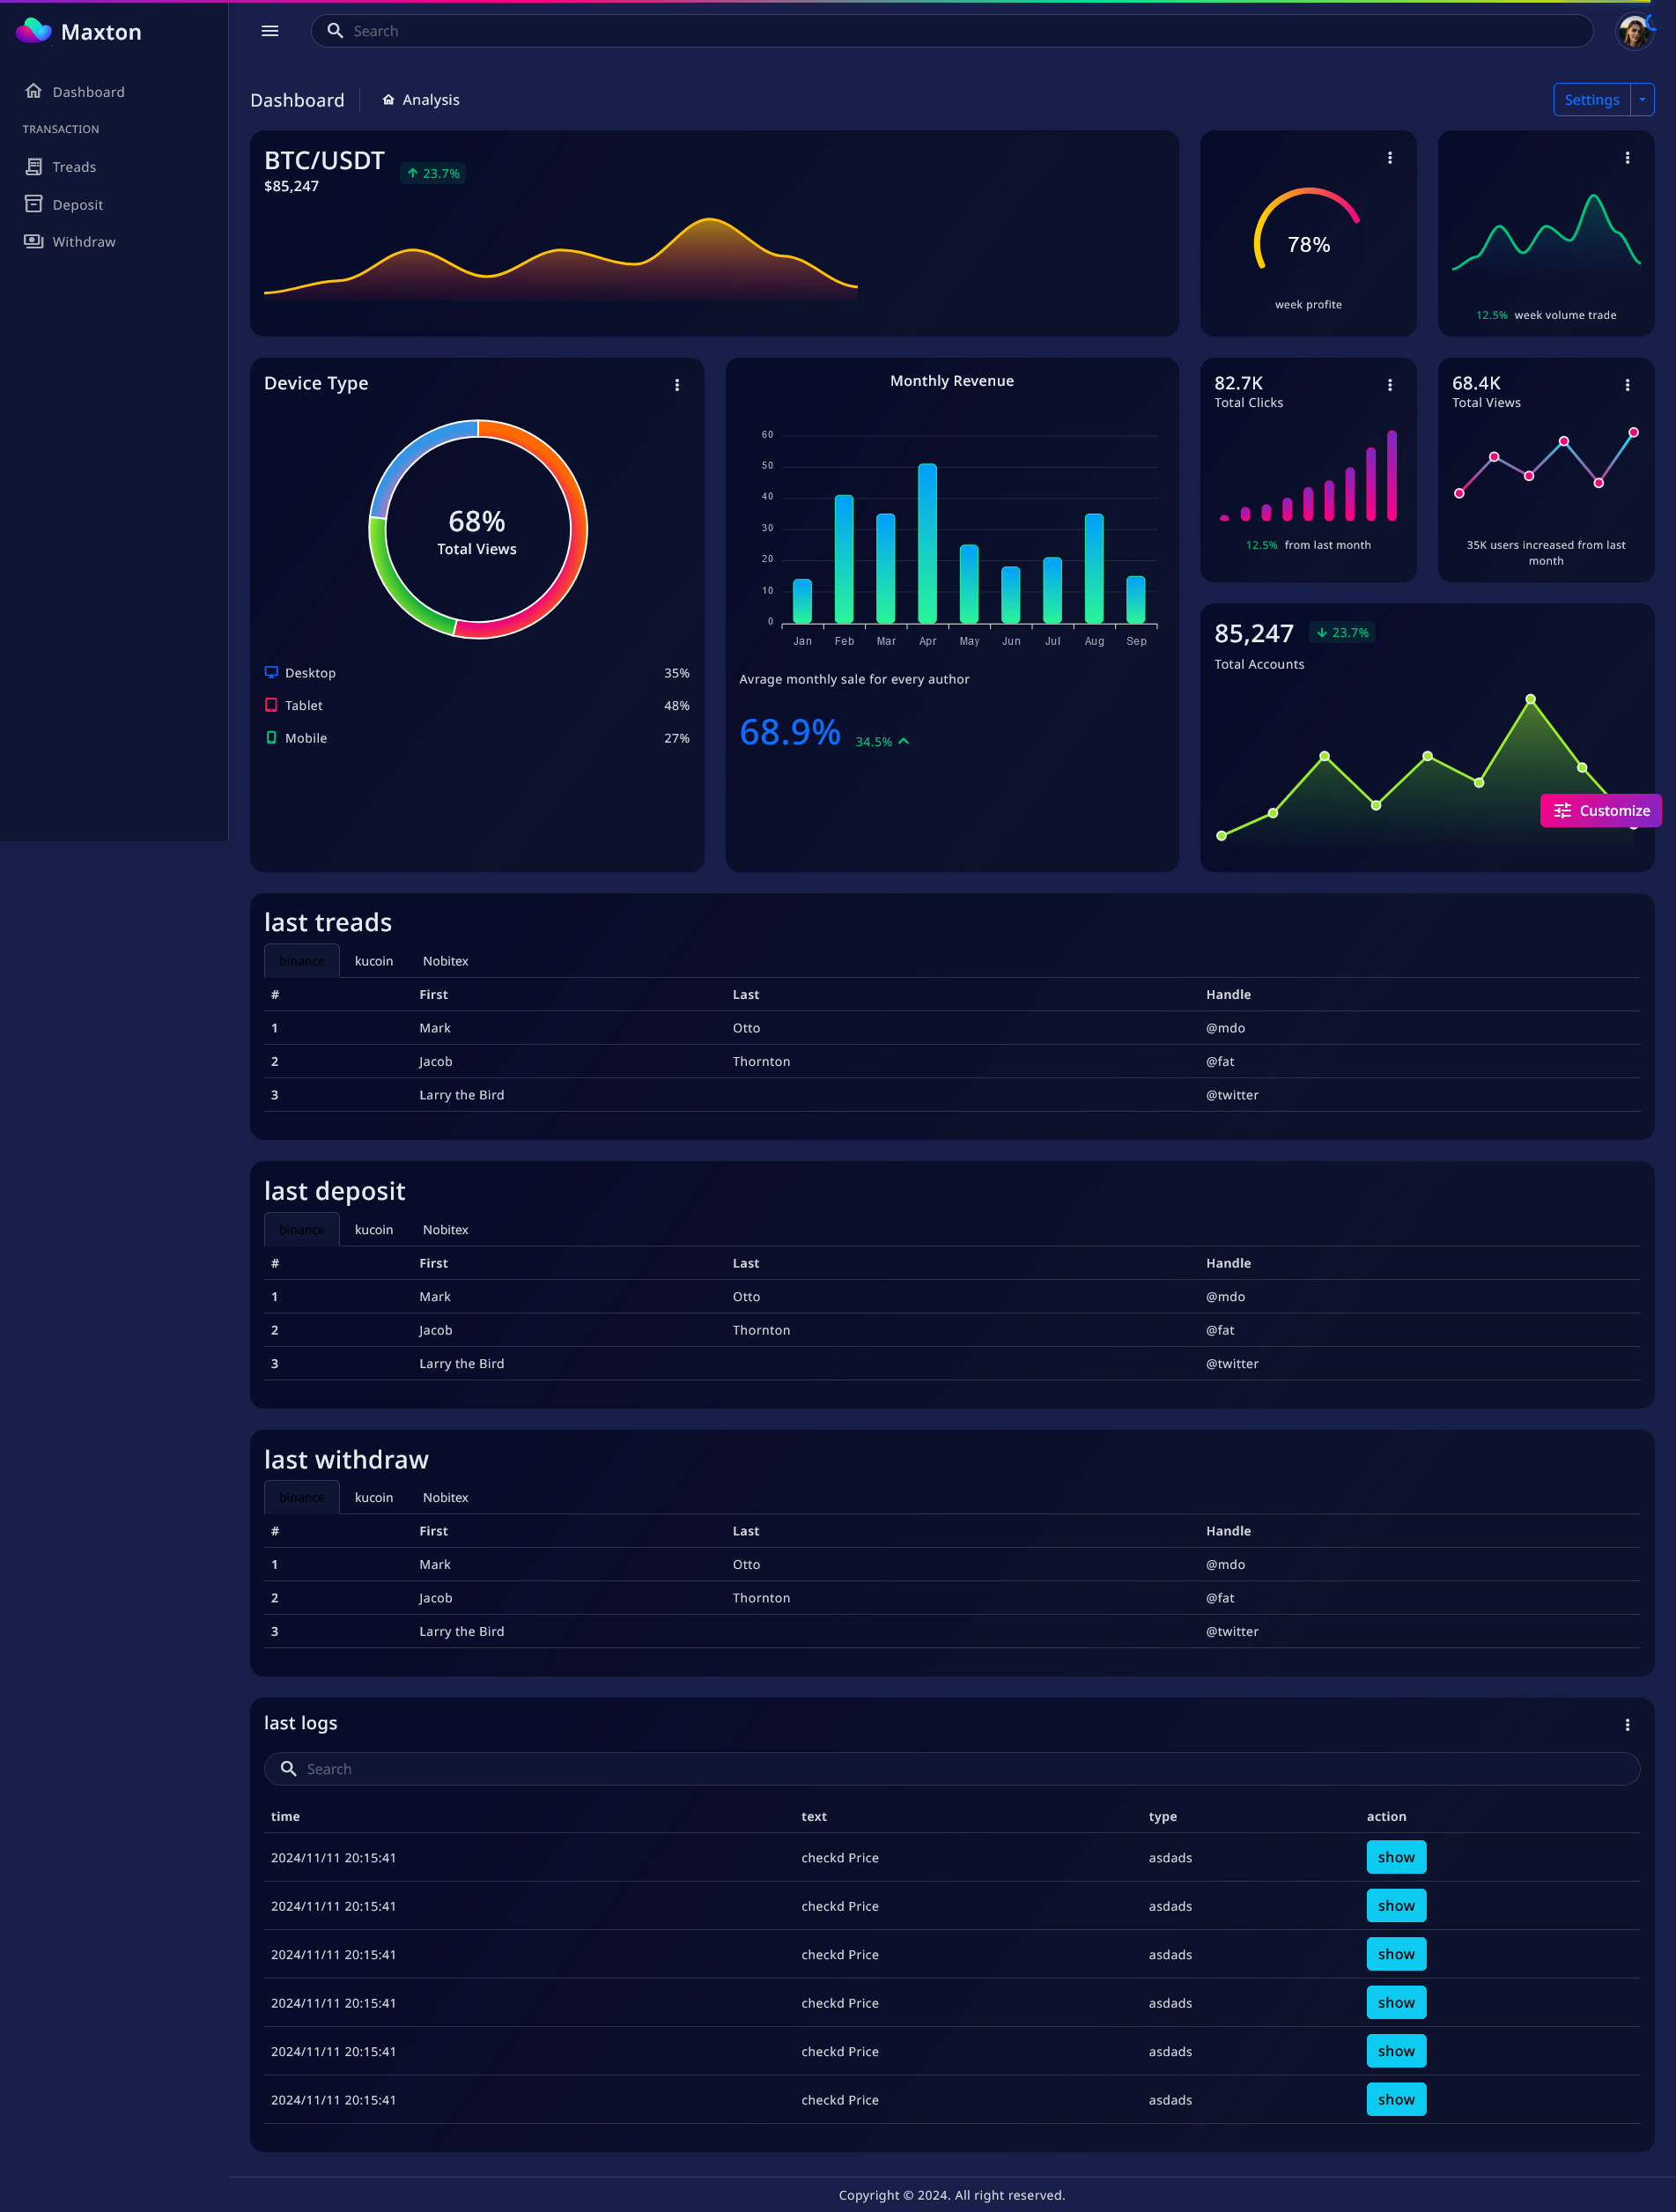 Maxton
Search
Dashboard
TRANSACTION
Treads
Deposit
Withdraw
Dashboard
Analysis
Settings
BTC/USDT
$85,247
23.7%
78%
week profite
12.5% week volume trade
Device Type
68%
Total Views
Desktop 35%
Tablet 48%
Mobile 27%
Monthly Revenue
60
50
40
30
20
10
0
Jan Feb Mar Apr May Jun Jul Aug Sep
Avrage monthly sale for every author
68.9% 34.5%
82.7K
Total Clicks
12.5% from last month
68.4K
Total Views
35K users increased from last
month
85,247 23.7%
Total Accounts
Customize
last treads
binance kucoin Nobitex
# First Last Handle
1 Mark Otto @mdo
2 Jacob Thornton @fat
3 Larry the Bird @twitter
last deposit
binance kucoin Nobitex
# First Last Handle
1 Mark Otto @mdo
2 Jacob Thornton @fat
3 Larry the Bird @twitter
last withdraw
binance kucoin Nobitex
# First Last Handle
1 Mark Otto @mdo
2 Jacob Thornton @fat
3 Larry the Bird @twitter
last logs
Search
time text type action
2024/11/11 20:15:41 checkd Price asdads show
2024/11/11 20:15:41 checkd Price asdads show
2024/11/11 20:15:41 checkd Price asdads show
2024/11/11 20:15:41 checkd Price asdads show
2024/11/11 20:15:41 checkd Price asdads show
2024/11/11 20:15:41 checkd Price asdads show
Copyright © 2024. All right reserved.